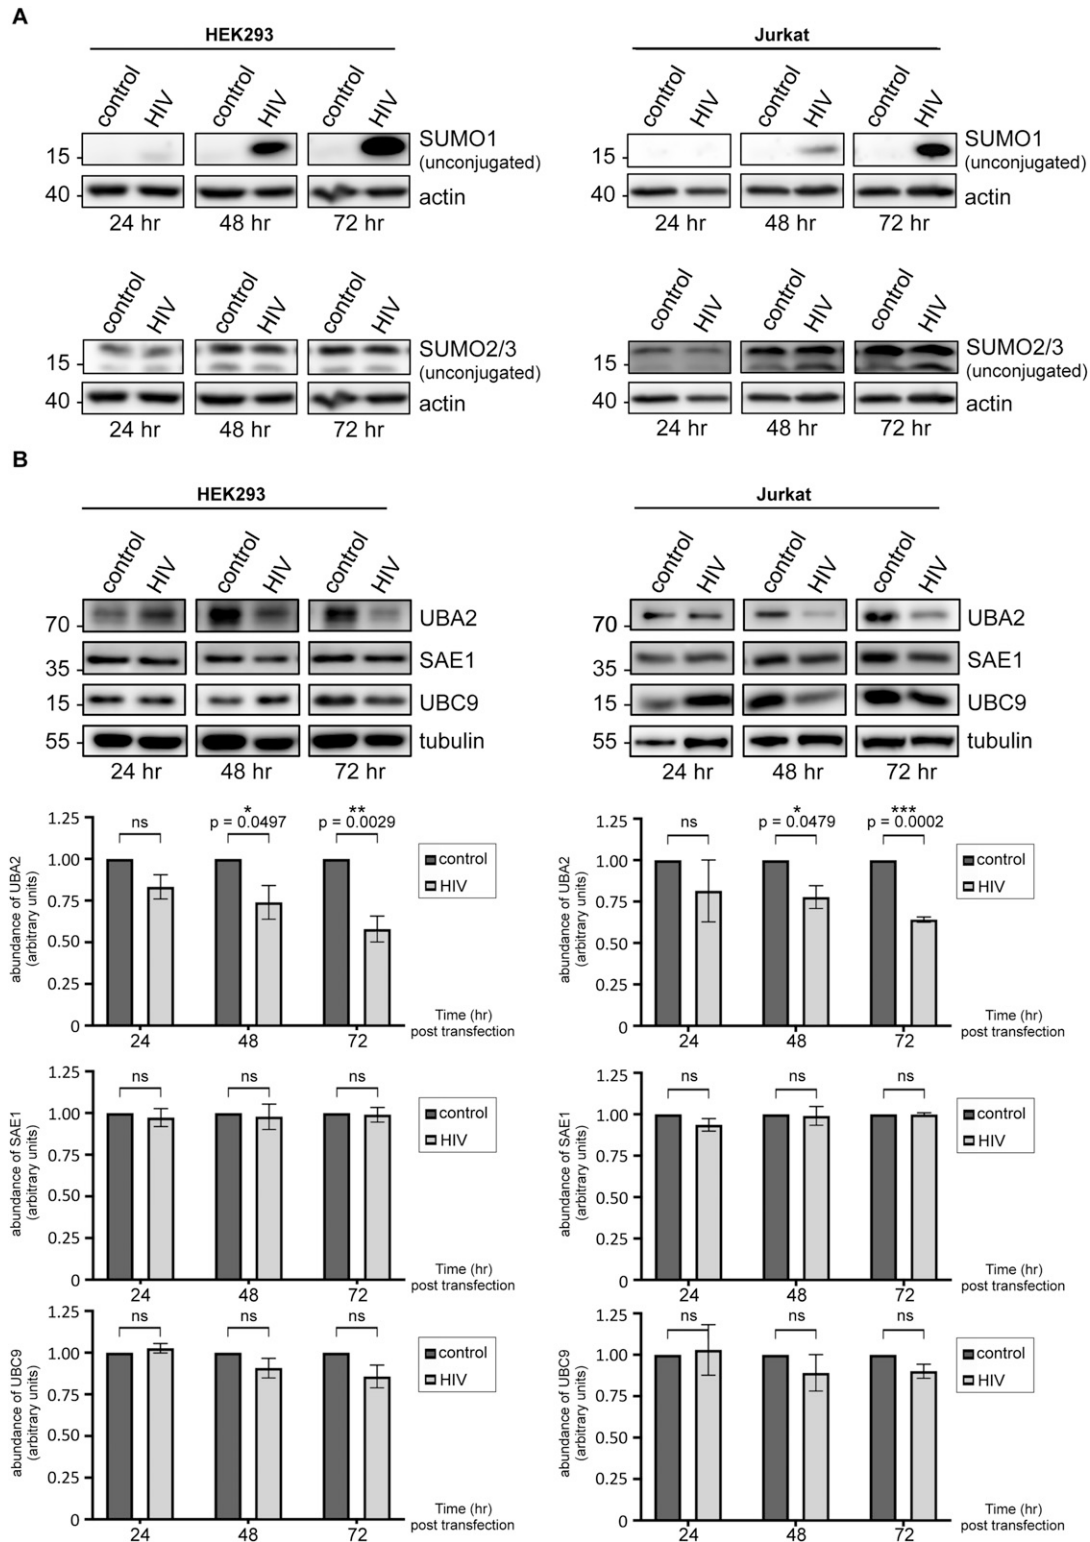 A
HEK293 Jurkat
control HIV control HIV control HIV control HIV control HIV control HIV
15 SUMO1 (unconjugated) 15 SUMO1 (unconjugated)
40 actin 40 actin
24 hr 48 hr 72 hr 24 hr 48 hr 72 hr
control HIV control HIV control HIV control HIV control HIV control HIV
15 SUMO2/3 (unconjugated) 15 SUMO2/3 (unconjugated)
40 actin 40 actin
24 hr 48 hr 72 hr 24 hr 48 hr 72 hr
B
HEK293 Jurkat
control HIV control HIV control HIV control HIV control HIV control HIV
70 UBA2 70 UBA2
35 SAE1 35 SAE1
15 UBC9 15 UBC9
55 tubulin 55 tubulin
24 hr 48 hr 72 hr 24 hr 48 hr 72 hr
abundance of UBA2
(arbitrary units)
1.25
1.00
0.75
0.50
0.25
0
ns
*
p = 0.0497
**
p = 0.0029
control
HIV
24 48 72
Time (hr)
post transfection
abundance of UBA2
(arbitrary units)
1.25
1.00
0.75
0.50
0.25
0
ns
*
p = 0.0479
***
p = 0.0002
control
HIV
24 48 72
Time (hr)
post transfection
abundance of SAE1
(arbitrary units)
1.25
1.00
0.75
0.50
0.25
0
ns ns ns
control
HIV
24 48 72
Time (hr)
post transfection
abundance of SAE1
(arbitrary units)
1.25
1.00
0.75
0.50
0.25
0
ns ns ns
control
HIV
24 48 72
Time (hr)
post transfection
abundance of UBC9
(arbitrary units)
1.25
1.00
0.75
0.50
0.25
0
ns ns ns
control
HIV
24 48 72
Time (hr)
post transfection
abundance of UBC9
(arbitrary units)
1.25
1.00
0.75
0.50
0.25
0
ns ns ns
control
HIV
24 48 72
Time (hr)
post transfection